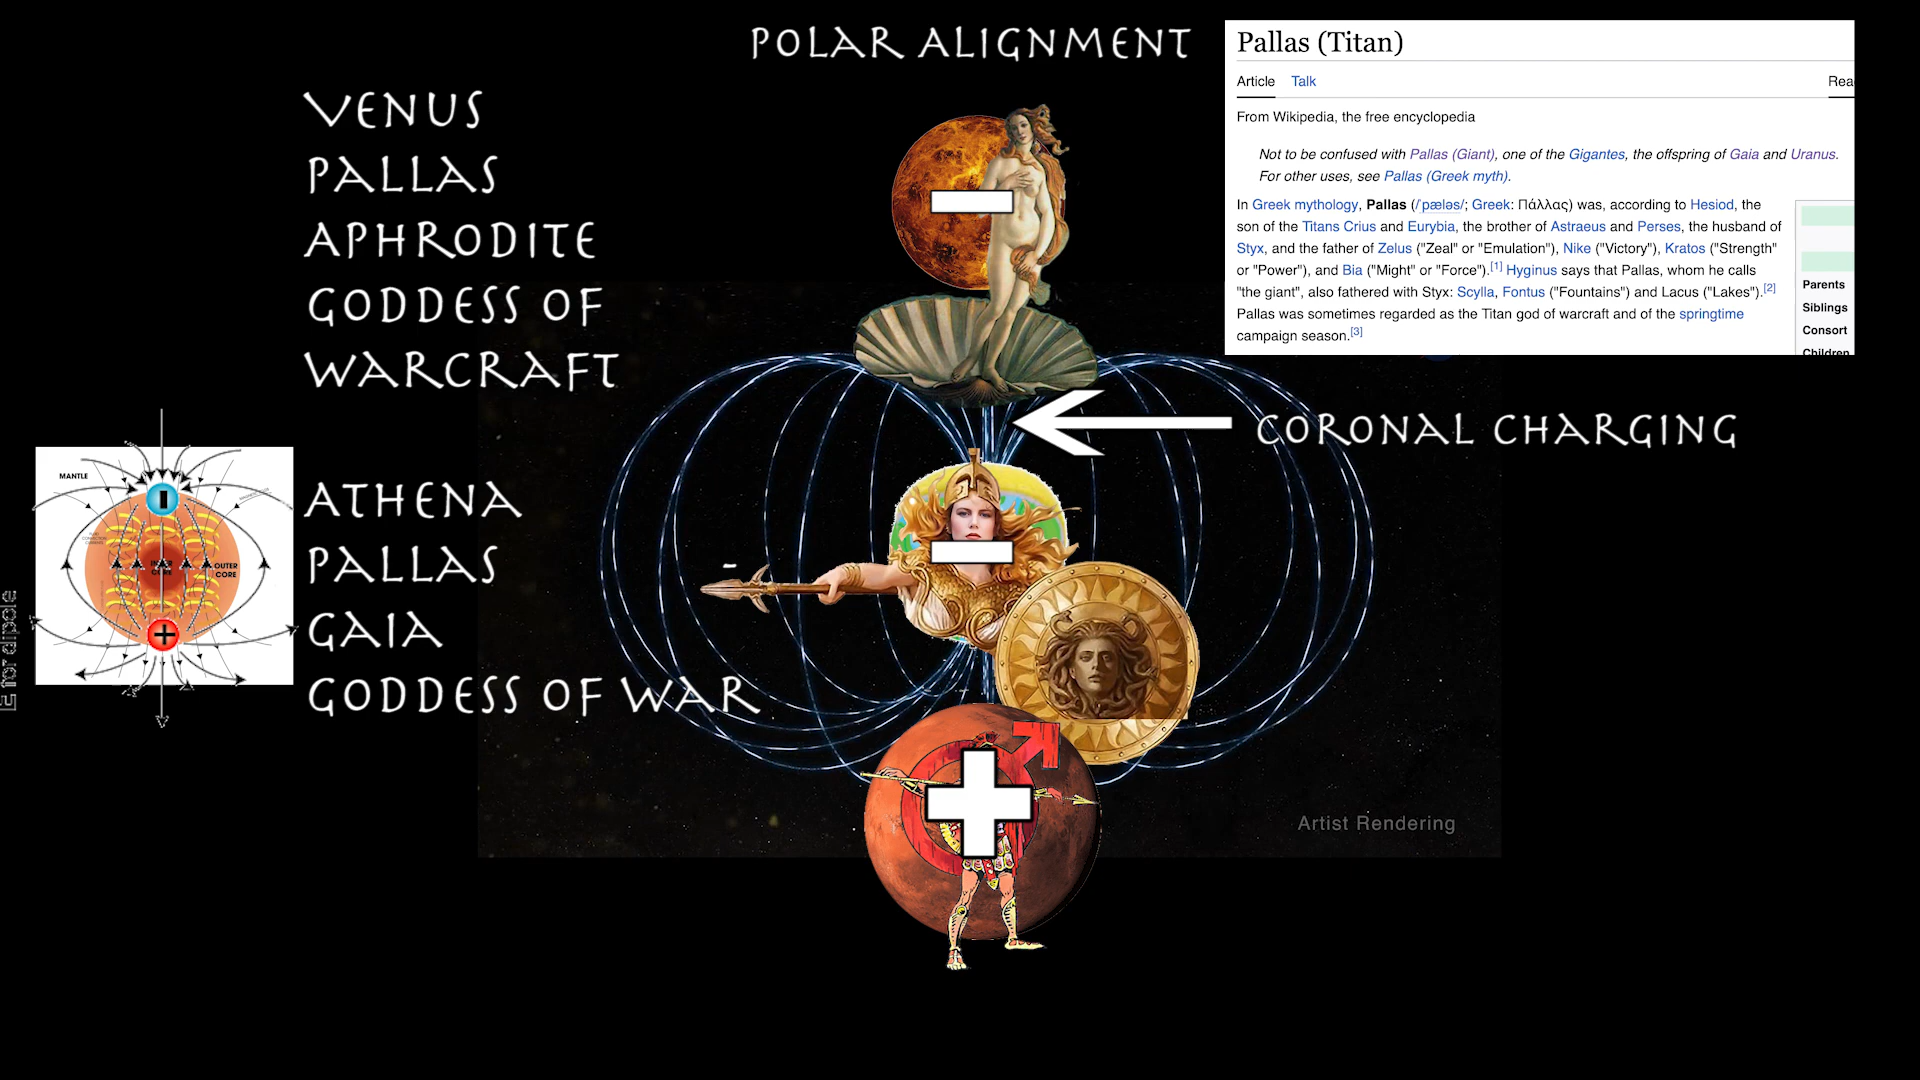 POLAR ALIGNMENT
VENUS
PALLAS
APHRODITE
GODDESS OF
WARCRAFT
Pallas (Titan)
Article Talk Rea
From Wikipedia, the free encyclopedia
Not to be confused with Pallas (Giant), one of the Gigantes, the offspring of Gaia and Uranus.
For other uses, see Pallas (Greek myth).
In Greek mythology, Pallas (/ˈpæləs/; Greek: Πάλλας) was, according to Hesiod, the
son of the Titans Crius and Eurybia, the brother of Astraeus and Perses, the husband of
Styx, and the father of Zelus ("Zeal" or "Emulation"), Nike ("Victory"), Kratos ("Strength"
or "Power"), and Bia ("Might" or "Force").[1] Hyginus says that Pallas, whom he calls
"the giant", also fathered with Styx: Scylla, Fontus ("Fountains") and Lacus ("Lakes").[2]
Pallas was sometimes regarded as the Titan god of warcraft and of the springtime
campaign season.[3]
Parents
Siblings
Consort
Children
CORONAL CHARGING
MANTLE
OUTER
CORE
E for dipole
ATHENA
PALLAS
GAIA
GODDESS OF WAR
Artist Rendering